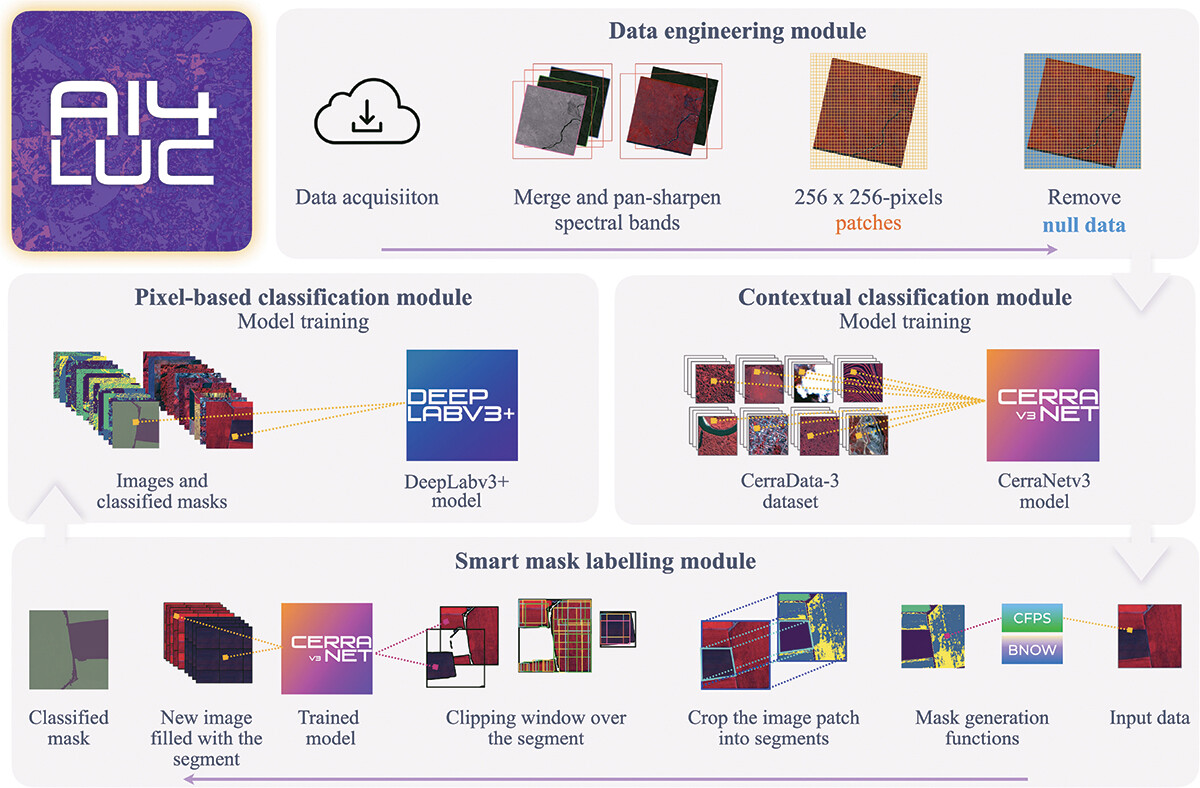 AI4
LUC
Data engineering module
Data acquisiiton
Merge and pan-sharpen
spectral bands
256 x 256-pixels
patches
Remove
null data
Pixel-based classification module
Model training
DEEP
LABV3+
Images and
classified masks
DeepLabv3+
model
Contextual classification module
Model training
CERRA
V3 NET
CerraData-3
dataset
CerraNetv3
model
Smart mask labelling module
CERRA
V3 NET
CFPS
BNOW
Classified
mask
New image
filled with the
segment
Trained
model
Clipping window over
the segment
Crop the image patch
into segments
Mask generation
functions
Input data